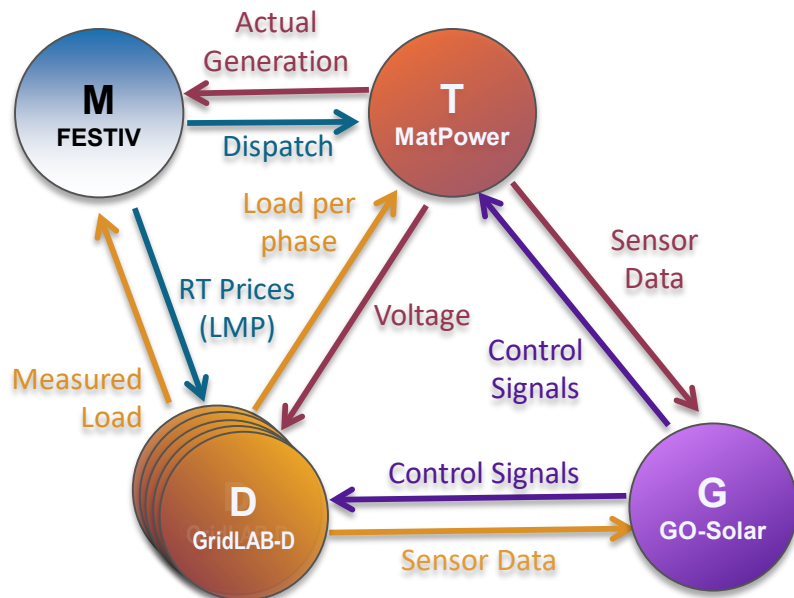 Actual
Generation
M
FESTIV
T
MatPower
Dispatch
Load per
phase
Sensor
Data
RT Prices
(LMP)
Voltage
Control
Signals
Measured
Load
D
GridLAB-D
Control Signals
G
GO-Solar
Sensor Data